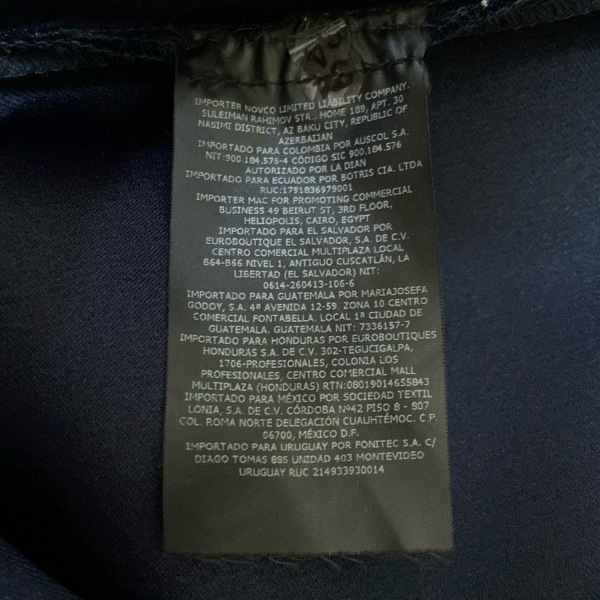 IMPORTER NOVCO LIMITED LIABILITY COMPANY.
SULEIMAN RAHIMOV STR., HOME 189, APT. 30
NASIMI DISTRICT, AZ BAKU CITY, REPUBLIC OF
AZERBAIJAN
IMPORTADO PARA COLOMBIA POR AUSCOL S.A.
NIT:900.184.576-4 CÓDIGO SIC 900.184.576
AUTORIZADO POR LA DIAN
IMPORTADO PARA ECUADOR POR BOTRIS CIA. LTDA
RUC:1791836979001
IMPORTER MAC FOR PROMOTING COMMERCIAL
BUSINESS 49 BEIRUT ST, 3RD FLOOR,
HELIOPOLIS, CAIRO, EGYPT
IMPORTADO PARA EL SALVADOR POR
EUROBOUTIQUE EL SALVADOR, S.A. DE C.V.
CENTRO COMERCIAL MULTIPLAZA LOCAL
B64-B66 NIVEL 1, ANTIGUO CUSCATLÁN, LA
LIBERTAD (EL SALVADOR) NIT:
0614-260413-106-6
IMPORTADO PARA GUATEMALA POR MARIAJOSEFA
GODOY, S.A. 4ª AVENIDA 12-59. ZONA 10 CENTRO
COMERCIAL FONTABELLA. LOCAL 1ª CIUDAD DE
GUATEMALA. GUATEMALA NIT: 7336157-7
IMPORTADO PARA HONDURAS POR EUROBOUTIQUES
HONDURAS S.A. DE C.V. 302-TEGUCIGALPA,
1706-PROFESIONALES, COLONIA LOS
PROFESIONALES, CENTRO COMERCIAL MALL
MULTIPLAZA (HONDURAS) RTN:08019014655843
IMPORTADO PARA MÉXICO POR SOCIEDAD TEXTIL
LONIA, S.A. DE C.V. CÓRDOBA Nº42 PISO 8 - 807
COL. ROMA NORTE DELEGACIÓN CUAUHTÉMOC. C.P.
06700, MÉXICO D.F.
IMPORTADO PARA URUGUAY POR FONITEC S.A. C/
DIAGO TOMAS 885 UNIDAD 403 MONTEVIDEO
URUGUAY RUC 214933930014